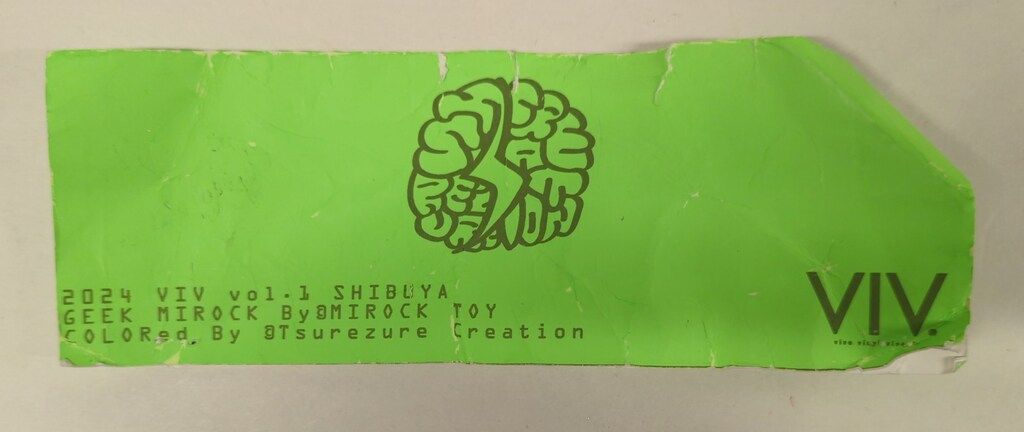 2024 VIV vol.1 SHIBUYA
GEEK MIROCK By@MIROCK TOY
COLORed By @Tsurezure Creation
VIV.